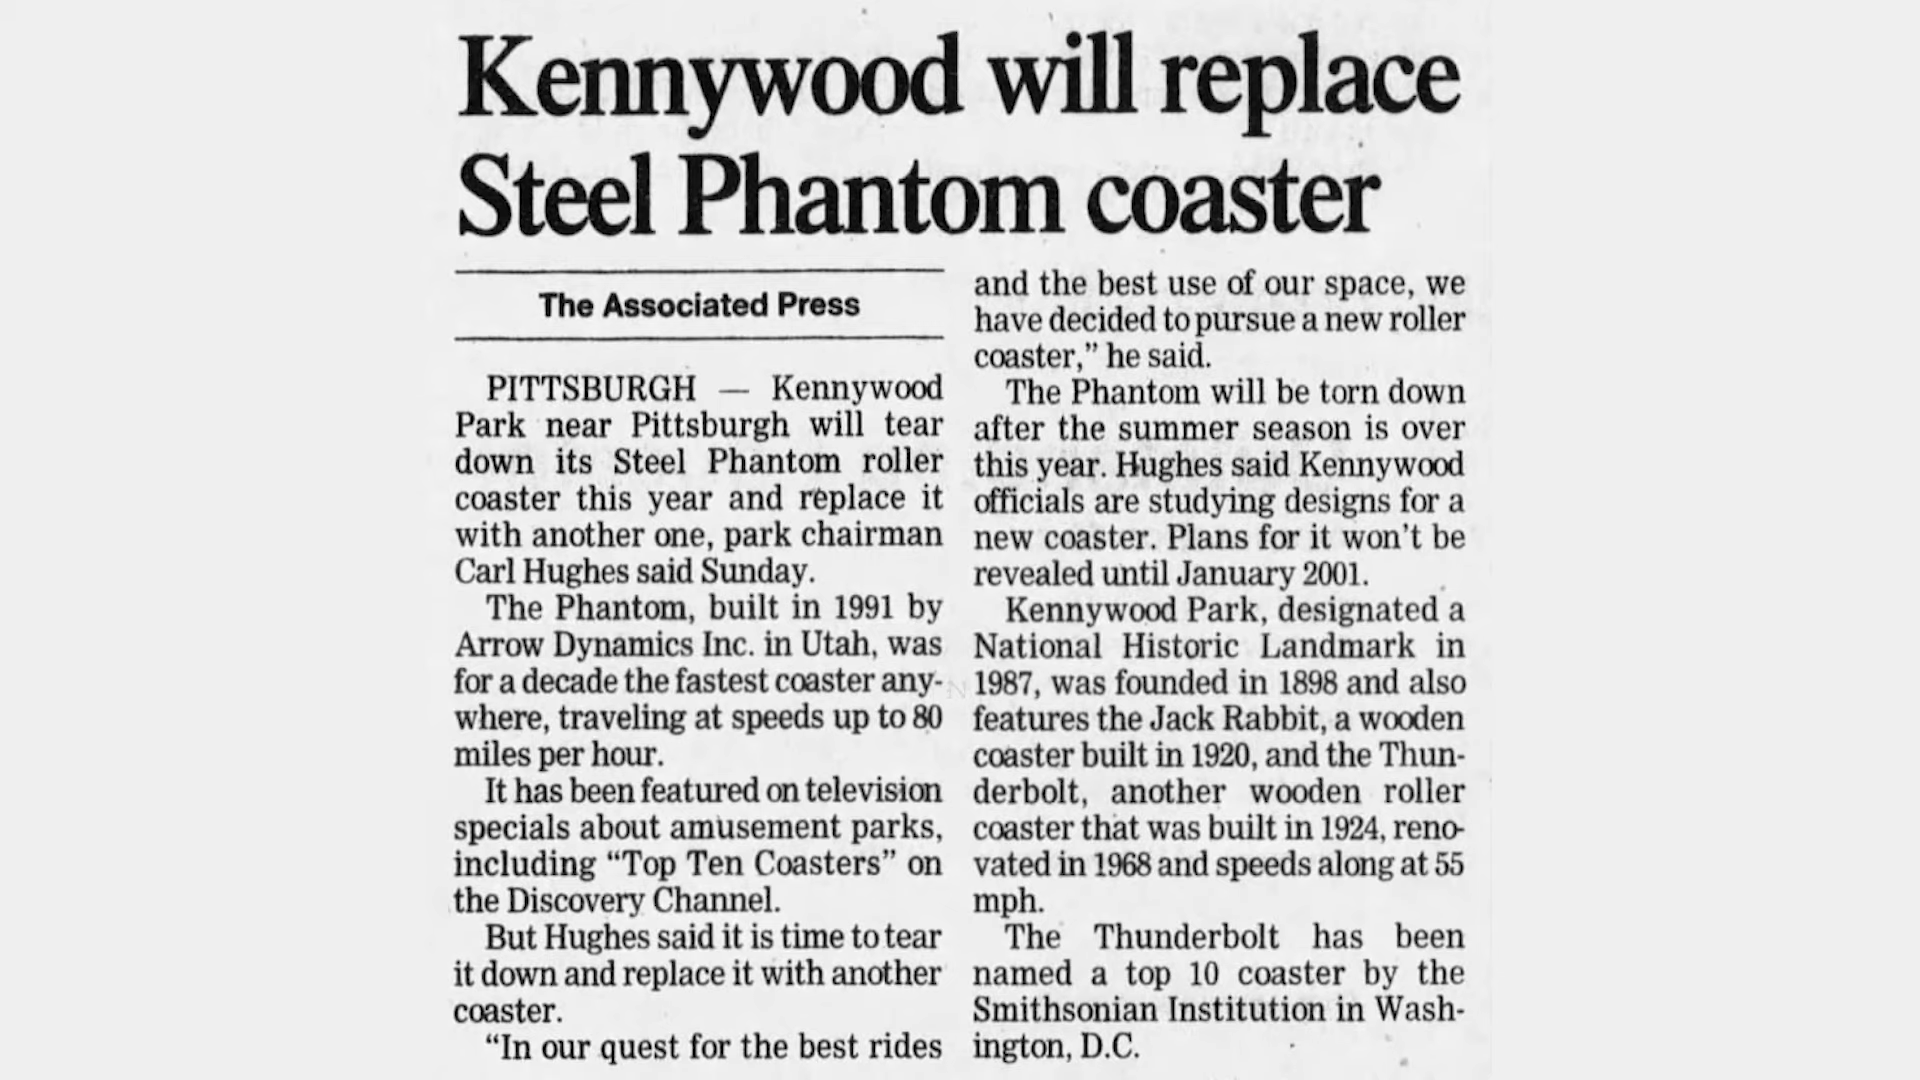 Kennywood will replace
Steel Phantom coaster
The Associated Press
PITTSBURGH — Kennywood
Park near Pittsburgh will tear
down its Steel Phantom roller
coaster this year and replace it
with another one, park chairman
Carl Hughes said Sunday.
The Phantom, built in 1991 by
Arrow Dynamics Inc. in Utah, was
for a decade the fastest coaster any-
where, traveling at speeds up to 80
miles per hour.
It has been featured on television
specials about amusement parks,
including “Top Ten Coasters” on
the Discovery Channel.
But Hughes said it is time to tear
it down and replace it with another
coaster.
“In our quest for the best rides
and the best use of our space, we
have decided to pursue a new roller
coaster,” he said.
The Phantom will be torn down
after the summer season is over
this year. Hughes said Kennywood
officials are studying designs for a
new coaster. Plans for it won’t be
revealed until January 2001.
Kennywood Park, designated a
National Historic Landmark in
1987, was founded in 1898 and also
features the Jack Rabbit, a wooden
coaster built in 1920, and the Thun-
derbolt, another wooden roller
coaster that was built in 1924, reno-
vated in 1968 and speeds along at 55
mph.
The Thunderbolt has been
named a top 10 coaster by the
Smithsonian Institution in Wash-
ington, D.C.